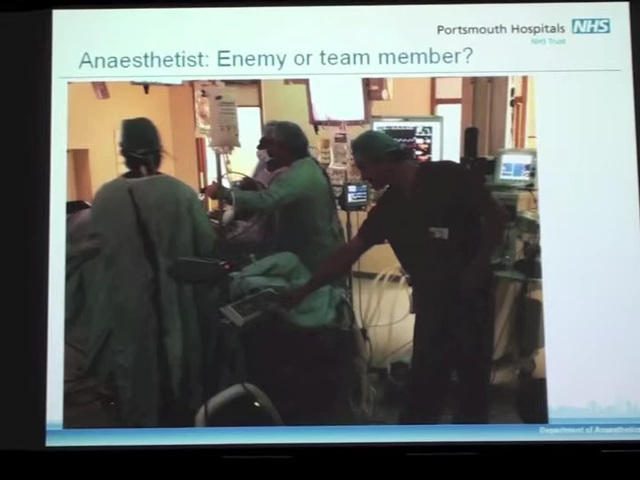 Portsmouth Hospitals NHS
NHS Trust
Anaesthetist: Enemy or team member?
Department of Anaesthetics